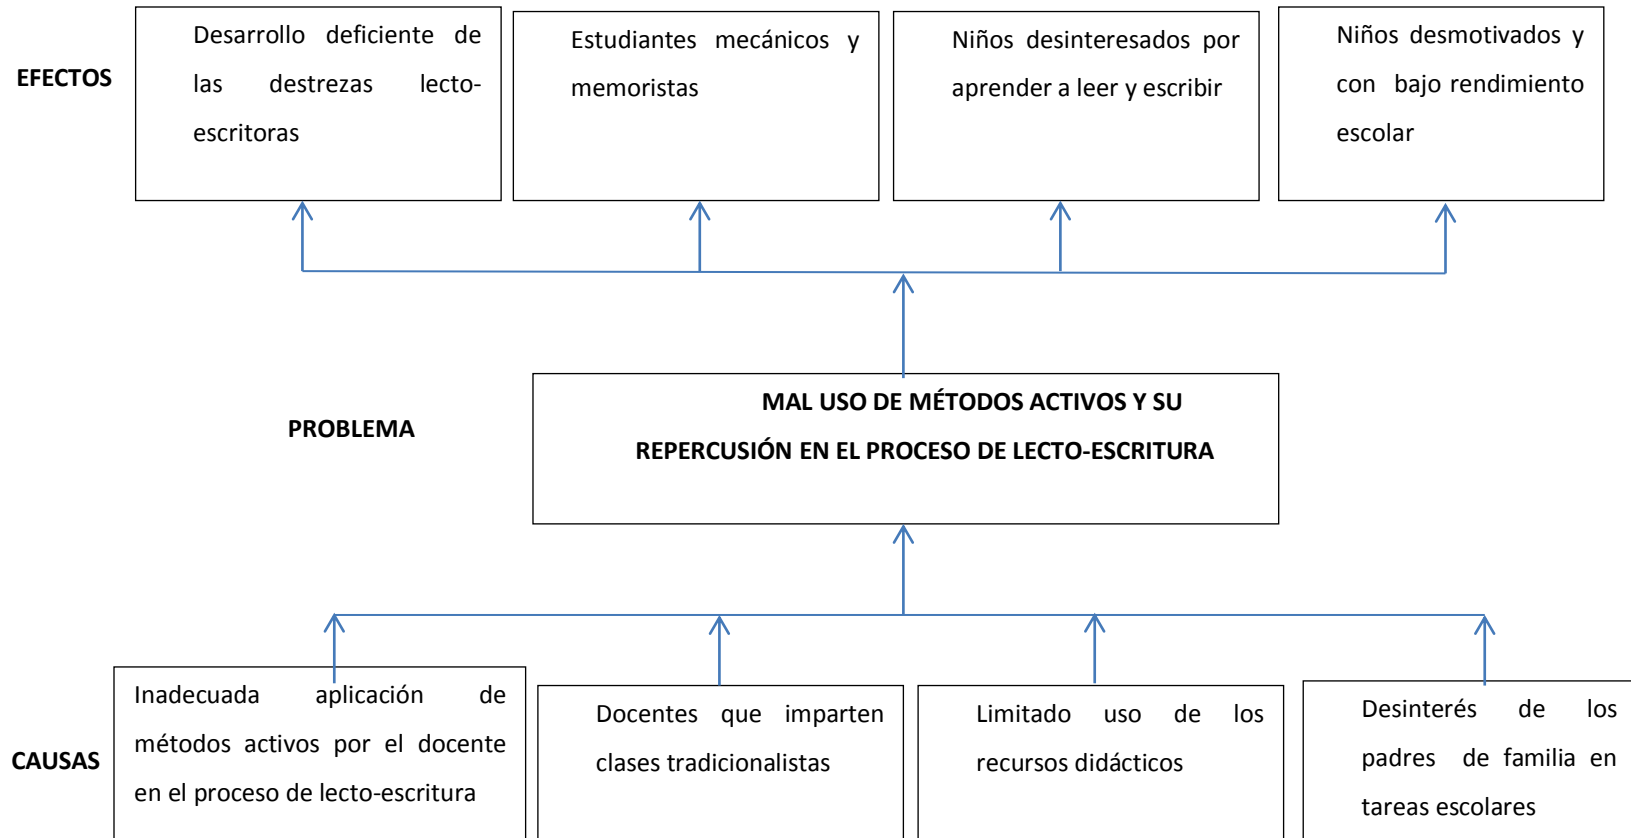 EFECTOS
Desarrollo deficiente de
las destrezas lecto-
escritoras
Estudiantes mecánicos y
memoristas
Niños desinteresados por
aprender a leer y escribir
Niños desmotivados y
con bajo rendimiento
escolar
PROBLEMA
MAL USO DE MÉTODOS ACTIVOS Y SU
REPERCUSIÓN EN EL PROCESO DE LECTO-ESCRITURA
CAUSAS
Inadecuada aplicación de
métodos activos por el docente
en el proceso de lecto-escritura
Docentes que imparten
clases tradicionalistas
Limitado uso de los
recursos didácticos
Desinterés de los
padres de familia en
tareas escolares